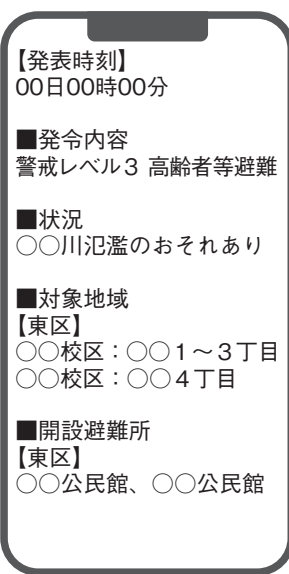 【発表時刻】
00日00時00分
■発令内容
警戒レベル3 高齢者等避難
■状況
○○川氾濫のおそれあり
■対象地域
【東区】
○○校区：○○1～3丁目
○○校区：○○4丁目
■開設避難所
【東区】
○○公民館、○○公民館